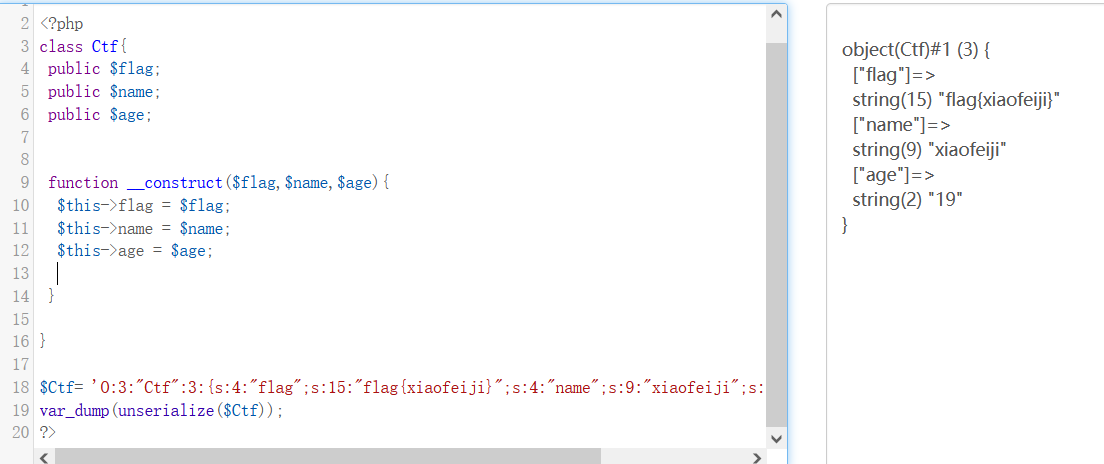 2 <?php
3 class Ctf{
4 public $flag;
5 public $name;
6 public $age;
7
8
9 function __construct($flag,$name,$age){
10 $this->flag = $flag;
11 $this->name = $name;
12 $this->age = $age;
13
14 }
15
16 }
17
18 $Ctf= 'O:3:"Ctf":3:{s:4:"flag";s:15:"flag{xiaofeiji}";s:4:"name";s:9:"xiaofeiji";s:
19 var_dump(unserialize($Ctf));
20 ?>
object(Ctf)#1 (3) {
["flag"]=>
string(15) "flag{xiaofeiji}"
["name"]=>
string(9) "xiaofeiji"
["age"]=>
string(2) "19"
}